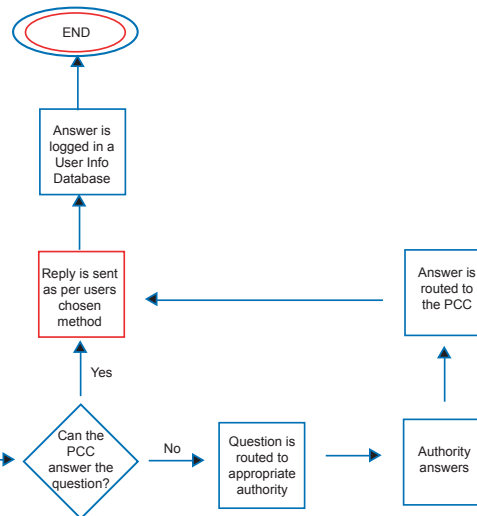 END
Answer is
logged in a
User Info
Database
Reply is sent
as per users
chosen
method
Answer is
routed to
the PCC
Yes
Can the
PCC
answer the
question?
No
Question is
routed to
appropriate
authority
Authority
answers